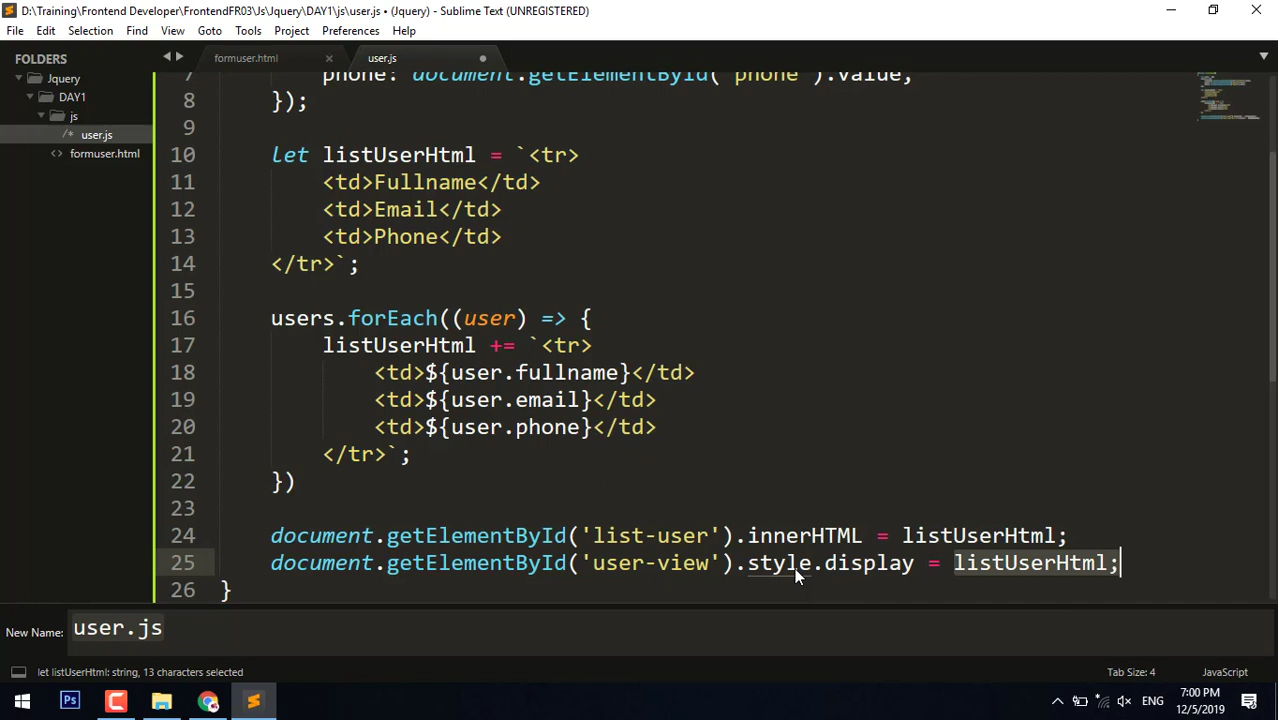 D:\Training\Frontend Developer\FrontendFR03\Js\Jquery\DAY1\js\user.js • (Jquery) - Sublime Text (UNREGISTERED)
File Edit Selection Find View Goto Tools Project Preferences Help
FOLDERS
Jquery
DAY1
js
/* user.js
<> formuser.html
formuser.html ×
user.js
7 phone: document.getElementById('phone').value,
8 });
9
10 let listUserHtml = `<tr>
11 <td>Fullname</td>
12 <td>Email</td>
13 <td>Phone</td>
14 </tr>`;
15
16 users.forEach((user) => {
17 listUserHtml += `<tr>
18 <td>${user.fullname}</td>
19 <td>${user.email}</td>
20 <td>${user.phone}</td>
21 </tr>`;
22 })
23
24 document.getElementById('list-user').innerHTML = listUserHtml;
25 document.getElementById('user-view').style.display = listUserHtml;
26 }
New Name: user.js
let listUserHtml: string, 13 characters selected
Tab Size: 4
JavaScript
Ps
ENG
7:00 PM
12/5/2019